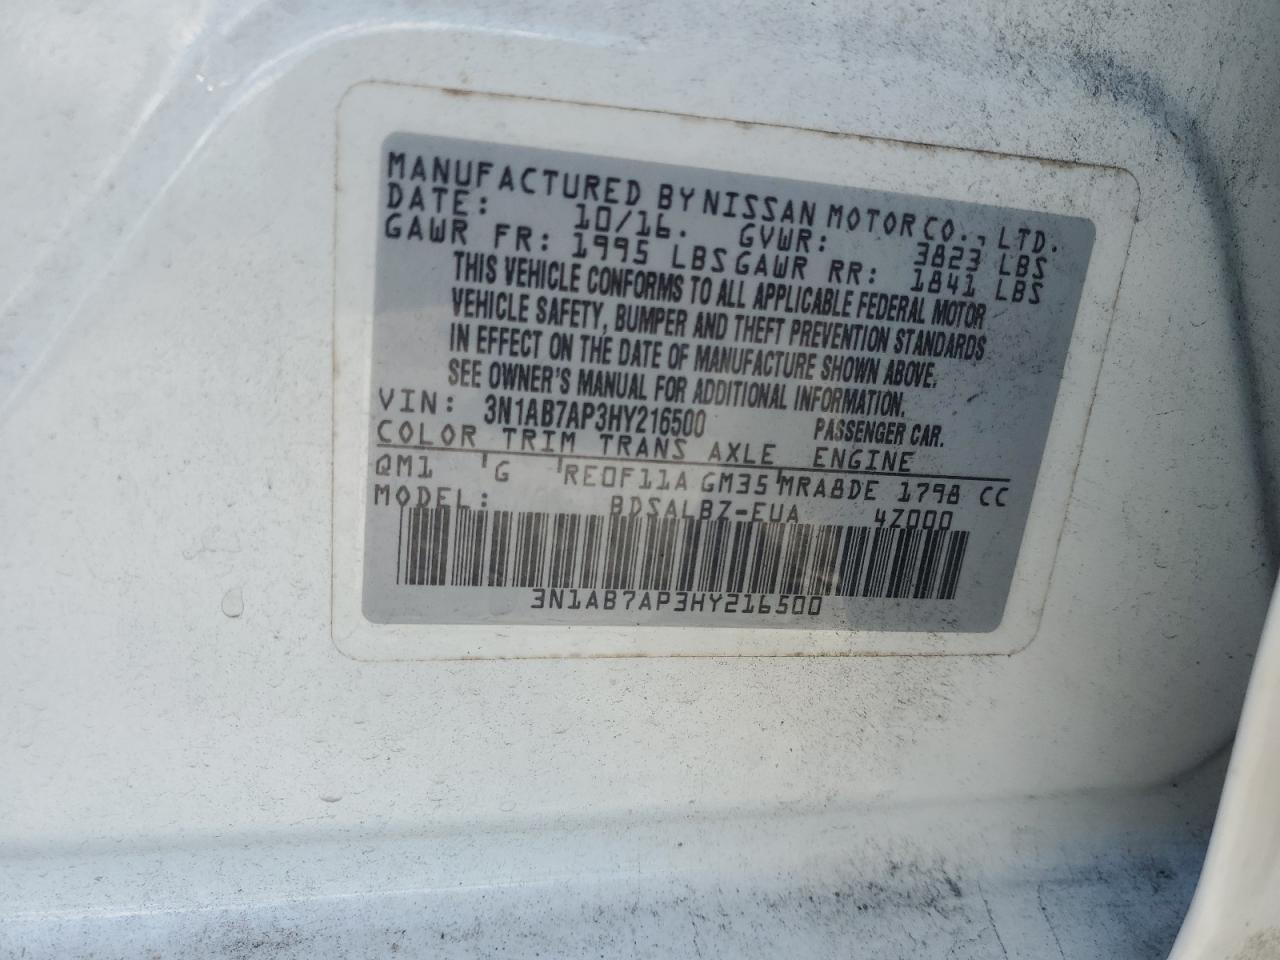 MANUFACTURED BY NISSAN MOTOR CO., LTD.
DATE: 10/16. GVWR: 3823 LBS
GAWR FR: 1995 LBS GAWR RR: 1841 LBS
THIS VEHICLE CONFORMS TO ALL APPLICABLE FEDERAL MOTOR
VEHICLE SAFETY, BUMPER AND THEFT PREVENTION STANDARDS
IN EFFECT ON THE DATE OF MANUFACTURE SHOWN ABOVE.
SEE OWNER'S MANUAL FOR ADDITIONAL INFORMATION.
VIN: 3N1AB7AP3HY216500 PASSENGER CAR.
COLOR TRIM TRANS AXLE ENGINE
QM1 G RE0F11A GM35 MRA8DE 1798 CC
MODEL: BDSALBZ-EUA 4Z000
3N1AB7AP3HY216500